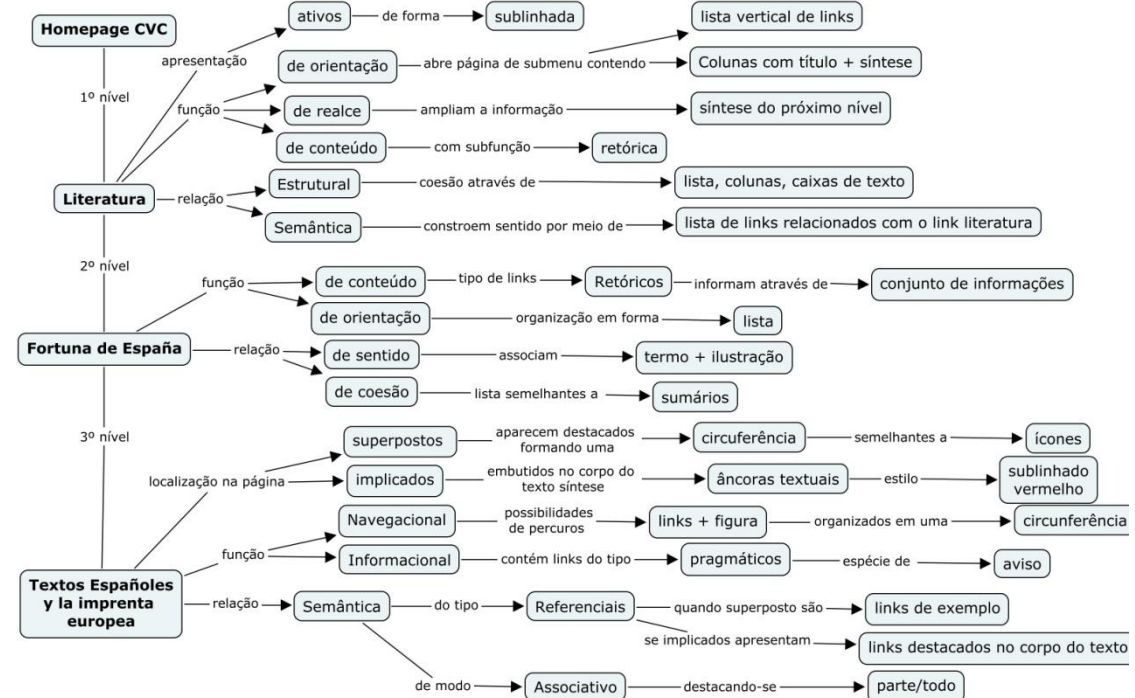 Homepage CVC
1º nível
apresentação
ativos
de forma
sublinhada
função
de orientação
abre página de submenu contendo
lista vertical de links
Colunas com título + síntese
de realce
ampliam a informação
síntese do próximo nível
de conteúdo
com subfunção
retórica
Literatura
relação
Estrutural
coesão através de
lista, colunas, caixas de texto
Semântica
constroem sentido por meio de
lista de links relacionados com o link literatura
2º nível
função
de conteúdo
tipo de links
Retóricos
informam através de
conjunto de informações
de orientação
organização em forma
lista
Fortuna de España
relação
de sentido
associam
termo + ilustração
de coesão
lista semelhantes a
sumários
3º nível
localização na página
superpostos
aparecem destacados
formando uma
circuferência
semelhantes a
ícones
implicados
embutidos no corpo do
texto síntese
âncoras textuais
estilo
sublinhado
vermelho
função
Navegacional
possibilidades
de percuros
links + figura
organizados em uma
circunferência
Informacional
contém links do tipo
pragmáticos
espécie de
aviso
Textos Españoles
y la imprenta
europea
relação
Semântica
do tipo
Referenciais
quando superposto são
links de exemplo
se implicados apresentam
links destacados no corpo do texto
de modo
Associativo
destacando-se
parte/todo